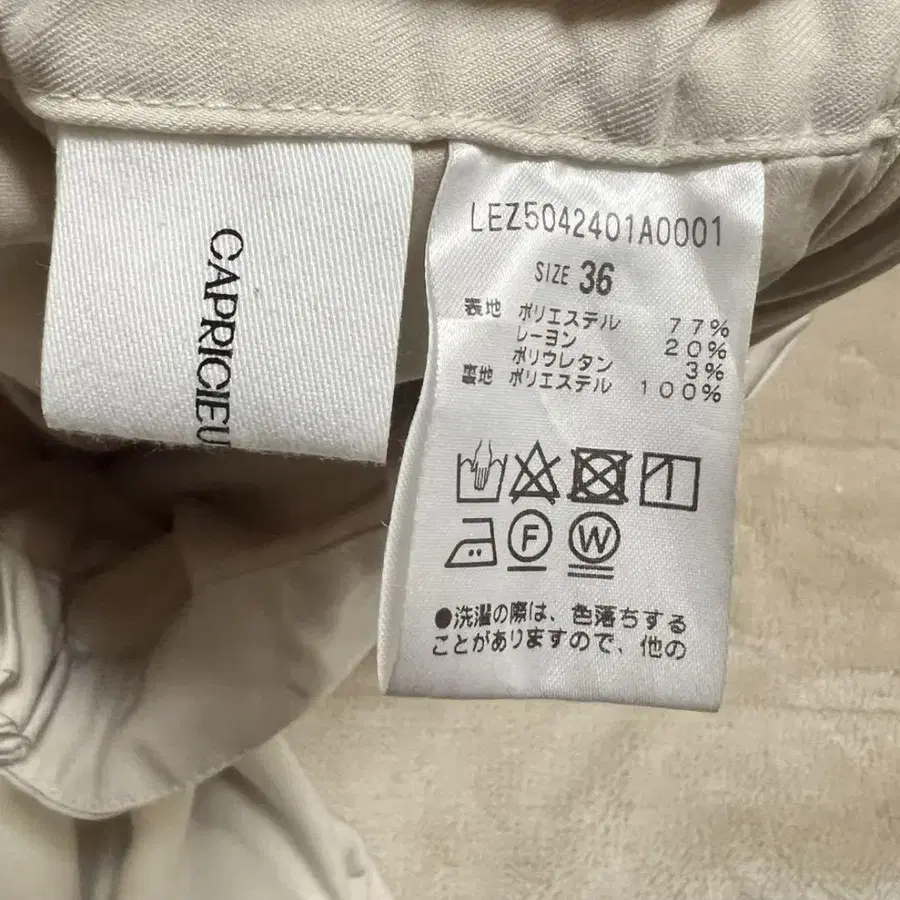 CAPRICIEU
LEZ5042401A0001
SIZE 36
表地 ポリエステル 77%
レーヨン 20%
ポリウレタン 3%
裏地 ポリエステル 100%
F W
●洗濯の際は、色落ちする
ことがありますので、他の